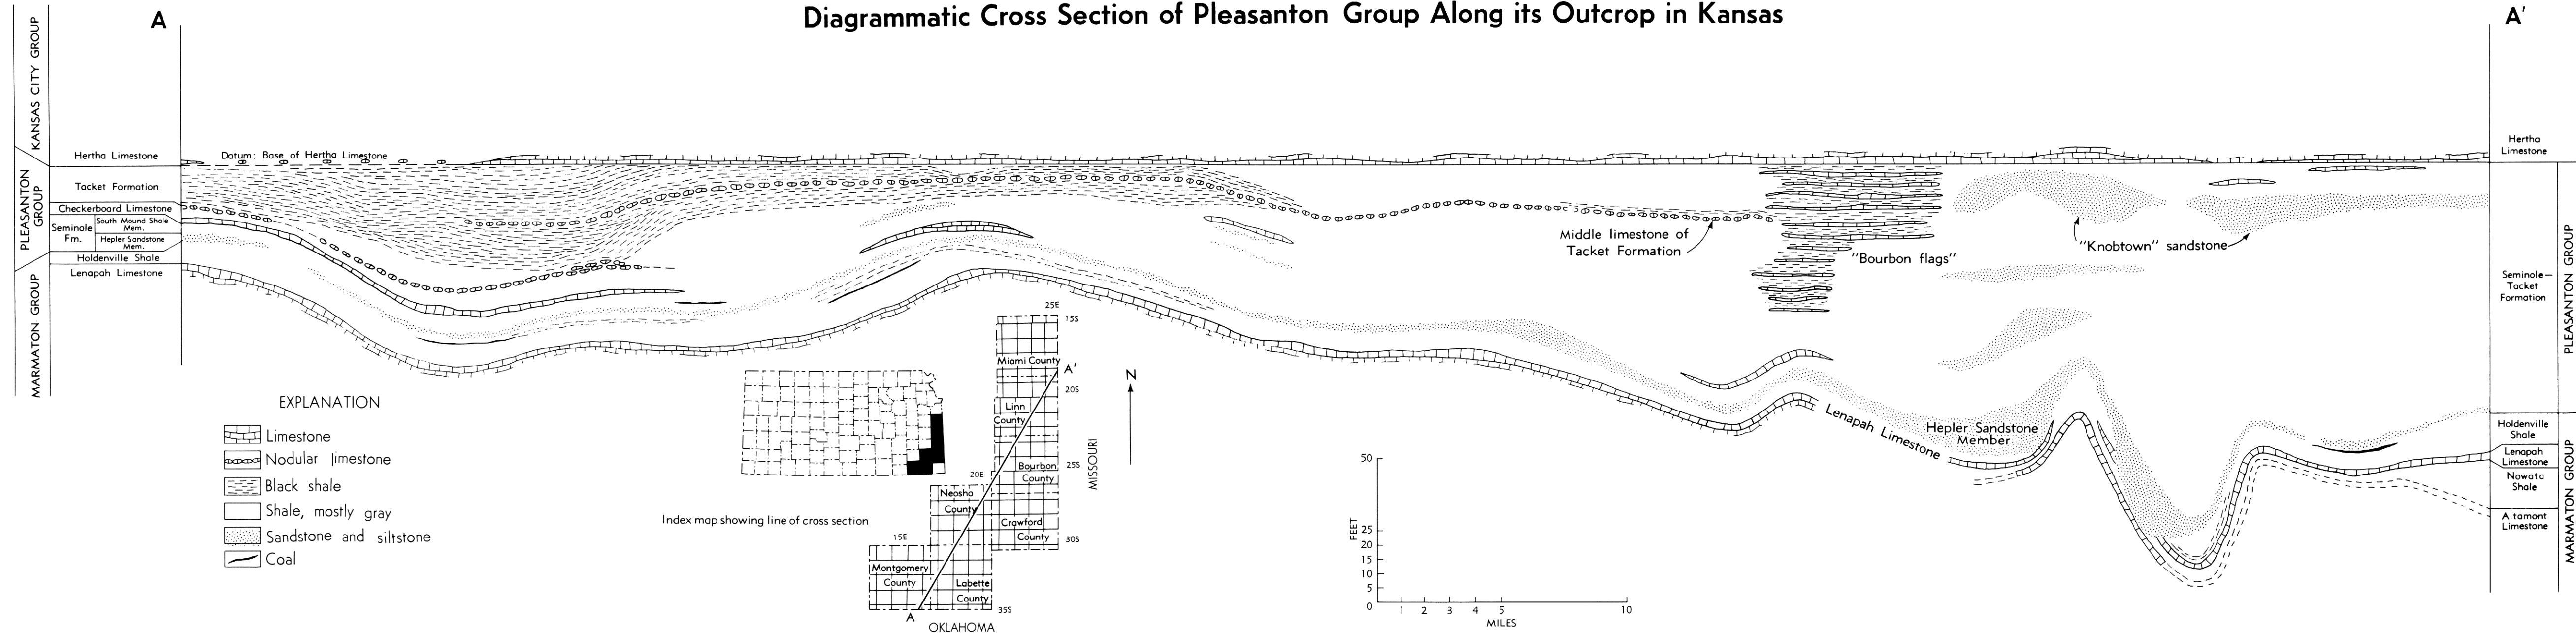 Diagrammatic Cross Section of Pleasanton Group Along its Outcrop in Kansas
A
A'
KANSAS CITY GROUP
PLEASANTON
GROUP
MARMATON GROUP
Hertha Limestone
Tacket Formation
Checkerboard Limestone
Seminole
Fm.
South Mound Shale
Mem.
Hepler Sandstone
Mem.
Holdenville Shale
Lenapah Limestone
Datum: Base of Hertha Limestone
Middle limestone of
Tacket Formation
"Bourbon flags"
"Knobtown" sandstone
Lenapah Limestone
Hepler Sandstone
Member
Hertha
Limestone
Seminole—
Tacket
Formation
Holdenville
Shale
Lenapah
Limestone
Nowata
Shale
Altamont
Limestone
PLEASANTON GROUP
MARMATON GROUP
EXPLANATION
Limestone
Nodular limestone
Black shale
Shale, mostly gray
Sandstone and siltstone
Coal
Index map showing line of cross section
25E
15S
Miami County
A'
20S
Linn
County
Bourbon
County
25S
20E
Neosho
County
Crawford
County
30S
15E
Montgomery
County
Labette
County
35S
A
OKLAHOMA
MISSOURI
N
FEET
50
25
20
15
10
5
0
1 2 3 4 5 10
MILES